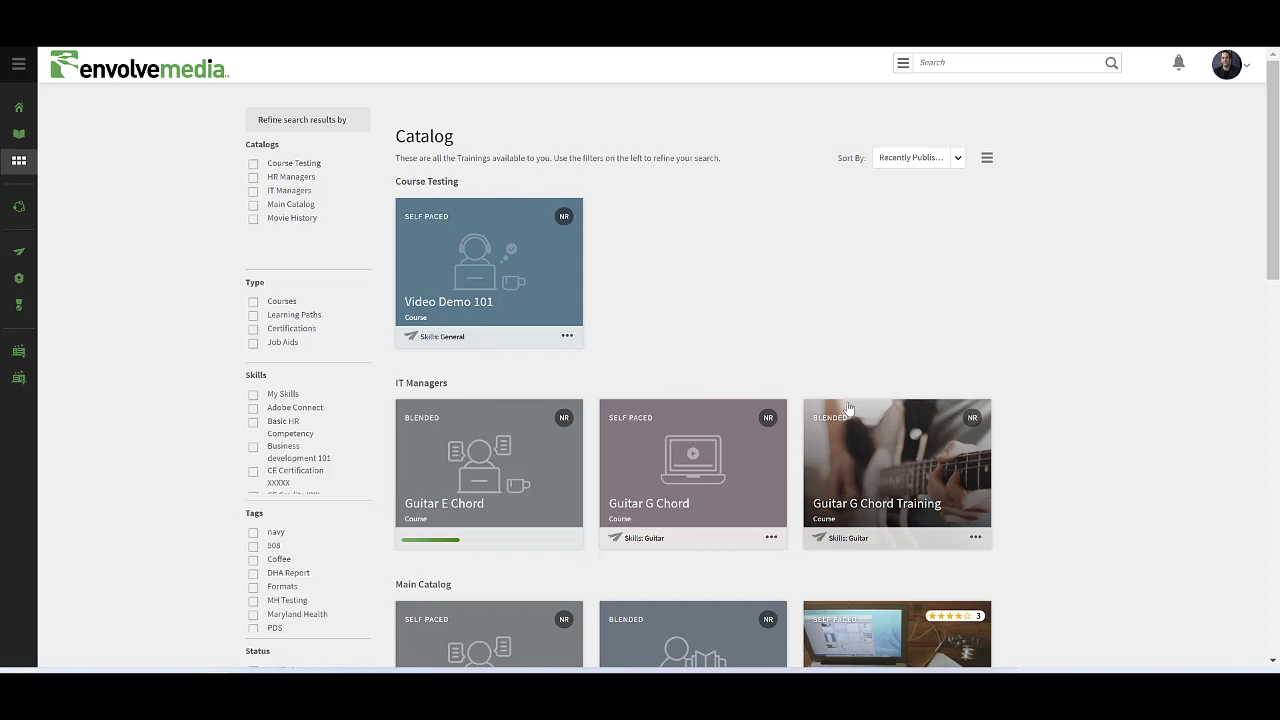 envolvemedia
Search
Refine search results by
Catalogs
Course Testing
HR Managers
IT Managers
Main Catalog
Movie History
Type
Courses
Learning Paths
Certifications
Job Aids
Skills
My Skills
Adobe Connect
Basic HR
Competency
Business
development 101
CE Certification
XXXXX
Tags
navy
508
Coffee
DHA Report
Formats
MH Testing
Maryland Health
PDS
Status
Catalog
These are all the Trainings available to you. Use the filters on the left to refine your search.
Sort By:
Recently Publis...
Course Testing
SELF PACED
NR
Video Demo 101
Course
Skills: General
IT Managers
BLENDED
NR
Guitar E Chord
Course
SELF PACED
NR
Guitar G Chord
Course
Skills: Guitar
BLENDED
NR
Guitar G Chord Training
Course
Skills: Guitar
Main Catalog
SELF PACED
NR
BLENDED
NR
SELF PACED
3